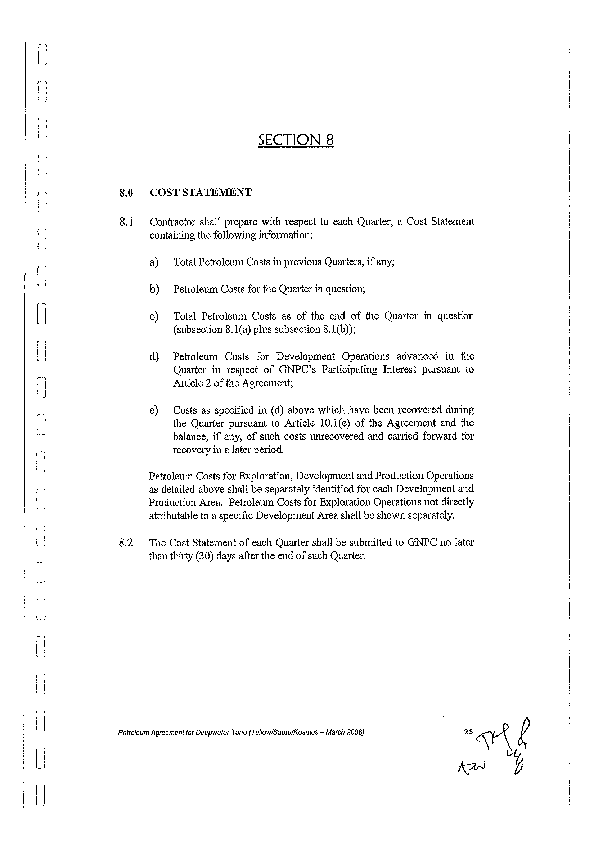 SECTION 8
8.0 COST STATEMENT
8.1 Contractor shall prepare with respect to each Quarter, a Cost Statement
containing the following information:
a) Total Petroleum Costs in previous Quarters, if any;
b) Petroleum Costs for the Quarter in question;
c) Total Petroleum Costs as of the end of the Quarter in question
(subsection 8.1(a) plus subsection 8.1(b));
d) Petroleum Costs for Development Operations advanced in the
Quarter in respect of GNPC's Participating Interest pursuant to
Article 2 of the Agreement;
e) Costs as specified in (d) above which have been recovered during
the Quarter pursuant to Article 10.1(e) of the Agreement and the
balance, if any, of such costs unrecovered and carried forward for
recovery in a later period.
Petroleum Costs for Exploration, Development and Production Operations
as detailed above shall be separately identified for each Development and
Production Area. Petroleum Costs for Exploration Operations not directly
attributable to a specific Development Area shall be shown separately.
8.2 The Cost Statement of each Quarter shall be submitted to GNPC no later
than thirty (30) days after the end of such Quarter.
Petroleum Agreement for Deepwater Tano (Tullow/Sabre/Kosmos – March 2006)